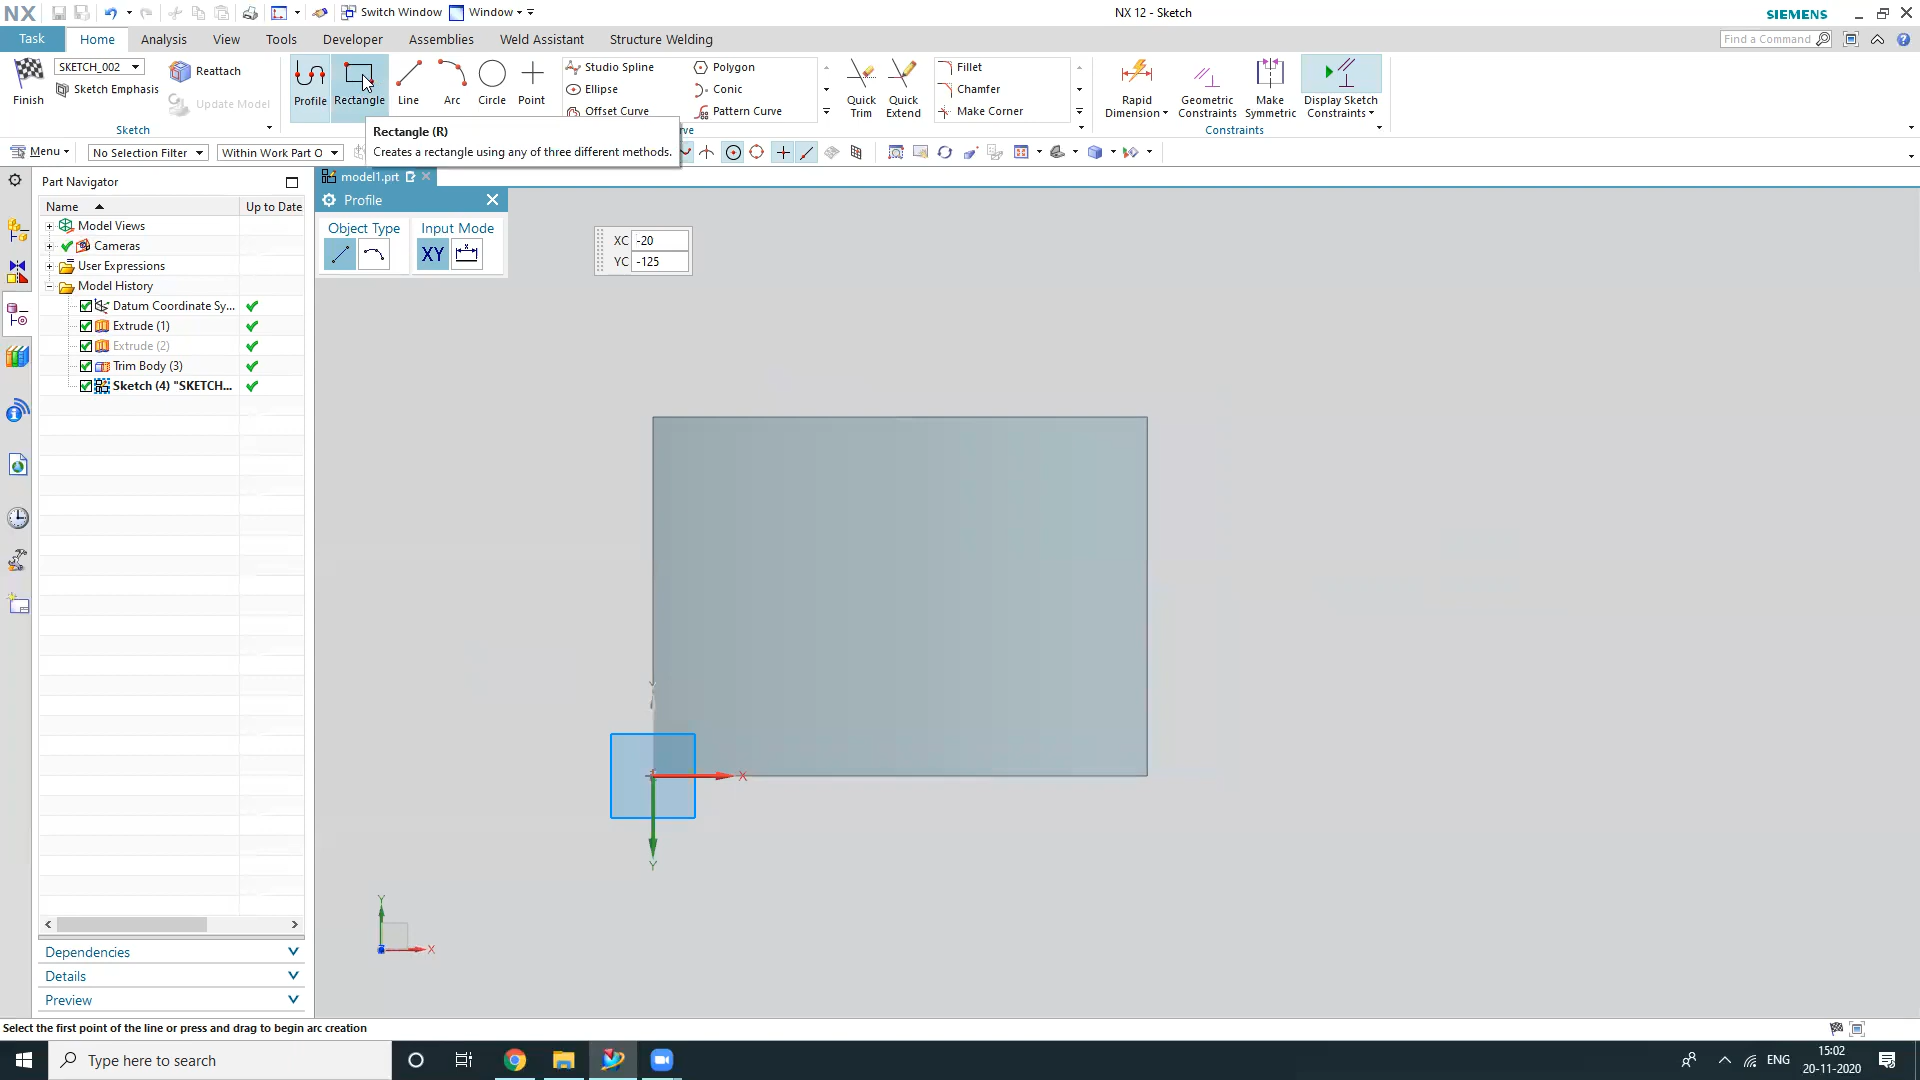 NX
Switch Window
Window
NX 12 - Sketch
SIEMENS
Task
Home
Analysis
View
Tools
Developer
Assemblies
Weld Assistant
Structure Welding
Find a Command
Finish
SKETCH_002
Sketch Emphasis
Reattach
Update Model
Sketch
Profile
Rectangle
Line
Arc
Circle
Point
Studio Spline
Ellipse
Offset Curve
Polygon
Conic
Pattern Curve
rve
Quick
Trim
Quick
Extend
Fillet
Chamfer
Make Corner
Rapid
Dimension
Geometric
Constraints
Make
Symmetric
Display Sketch
Constraints
Constraints
Rectangle (R)
Creates a rectangle using any of three different methods.
Menu
No Selection Filter
Within Work Part O
Part Navigator
Name
Up to Date
Model Views
Cameras
User Expressions
Model History
Datum Coordinate Sy...
Extrude (1)
Extrude (2)
Trim Body (3)
Sketch (4) "SKETCH...
Dependencies
Details
Preview
model1.prt
Profile
Object Type
Input Mode
XY
XC -20
YC -125
X
Y
Y
X
Select the first point of the line or press and drag to begin arc creation
Type here to search
ENG
15:02
20-11-2020